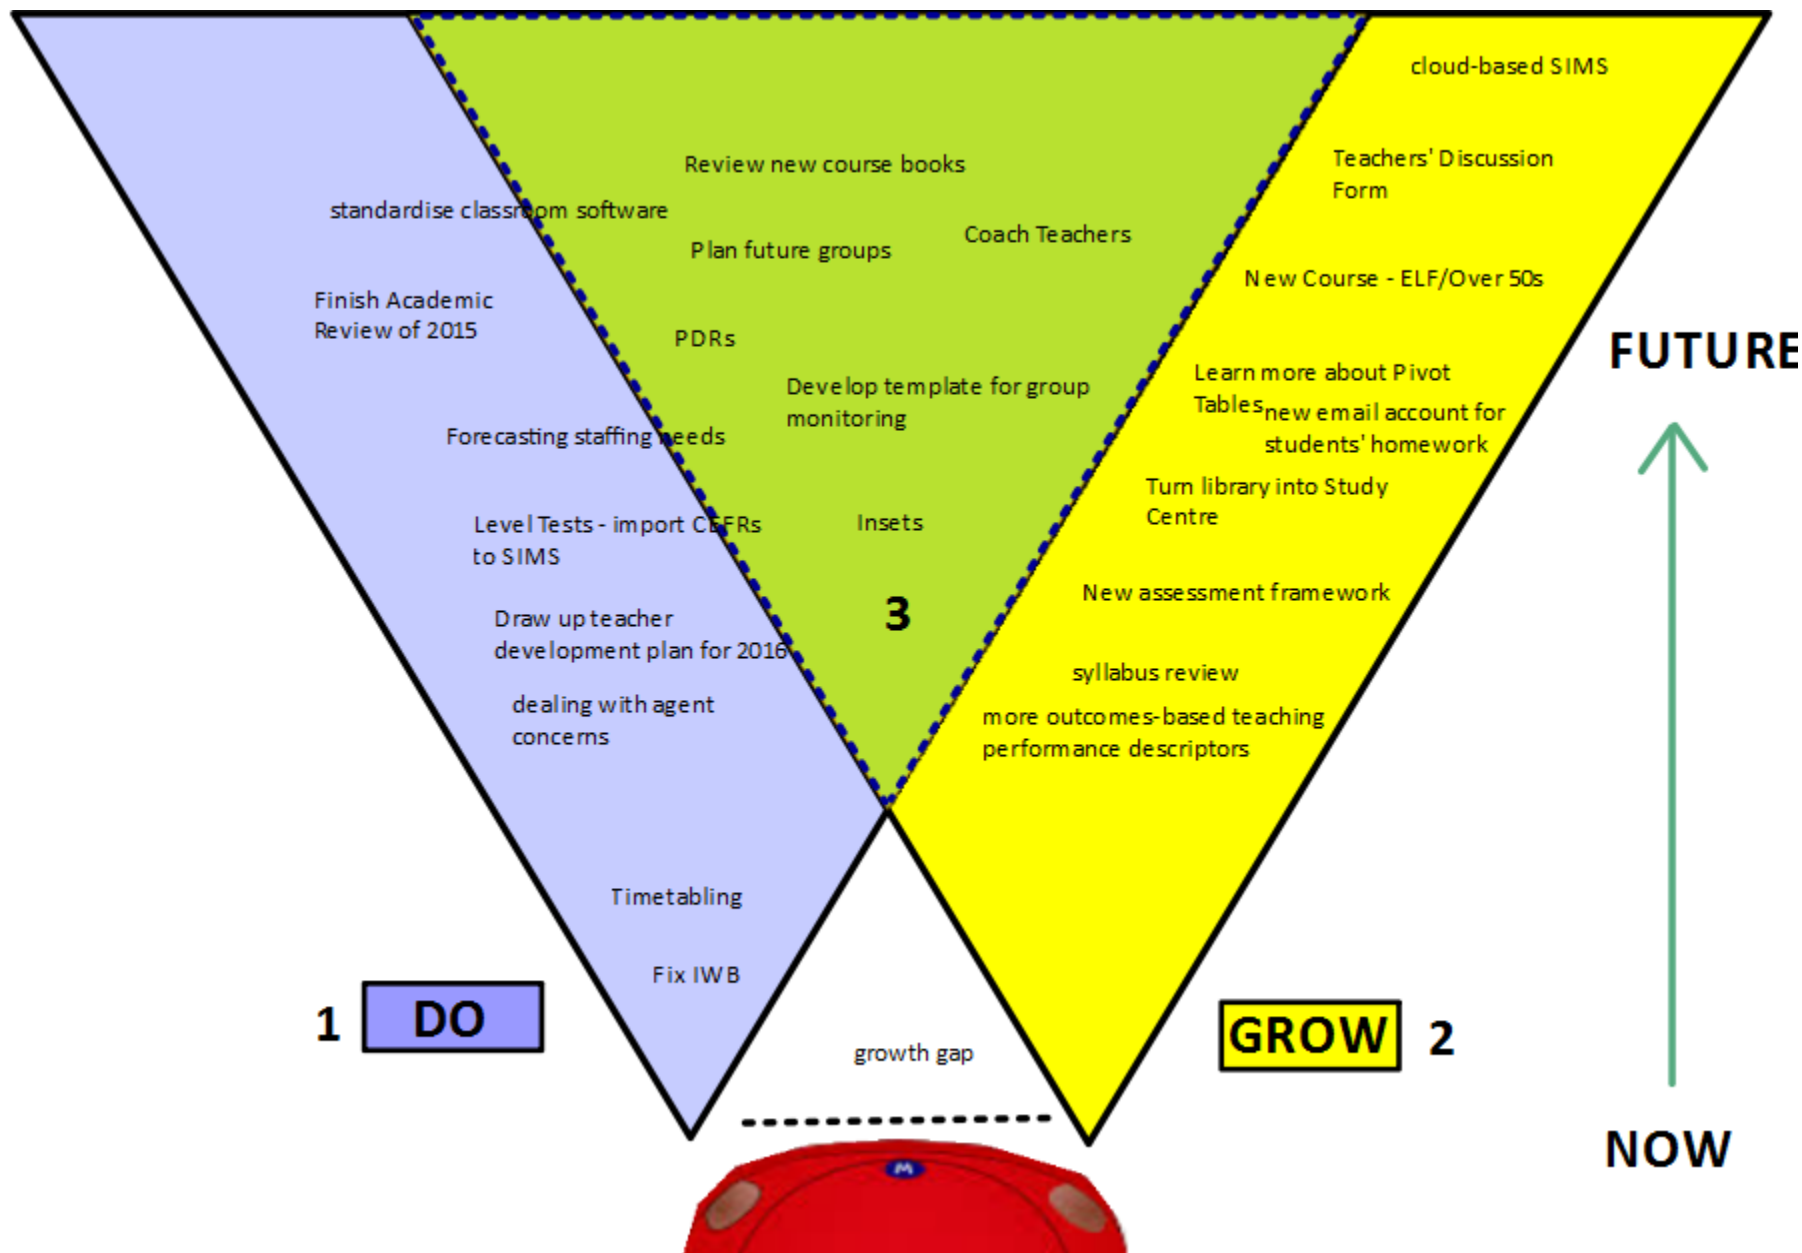 cloud-based SIMS
Review new course books
Teachers' Discussion
Form
standardise classroom software
Coach Teachers
Plan future groups
New Course - ELF/Over 50s
Finish Academic
Review of 2015
PDRs
FUTURE
Learn more about Pivot
Tables
Develop template for group
monitoring
new email account for
students' homework
Forecasting staffing needs
Turn library into Study
Centre
Level Tests - import CEFRs
to SIMS
Insets
New assessment framework
3
Draw up teacher
development plan for 2016
syllabus review
dealing with agent
concerns
more outcomes-based teaching
performance descriptors
Timetabling
Fix IWB
1 DO
GROW 2
growth gap
NOW
M